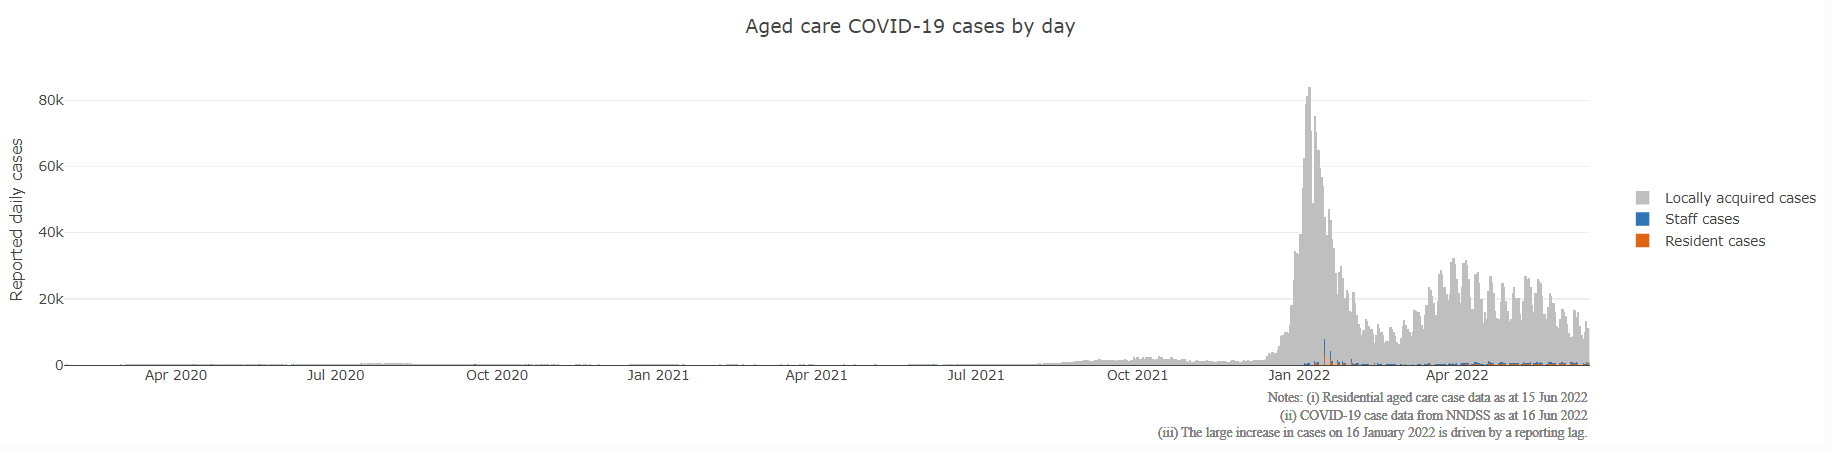 Aged care COVID-19 cases by day
Reported daily cases
80k
60k
40k
20k
0
Apr 2020
Jul 2020
Oct 2020
Jan 2021
Apr 2021
Jul 2021
Oct 2021
Jan 2022
Apr 2022
Locally acquired cases
Staff cases
Resident cases
Notes: (i) Residential aged care case data as at 15 Jun 2022
(ii) COVID-19 case data from NNDSS as at 16 Jun 2022
(iii) The large increase in cases on 16 January 2022 is driven by a reporting lag.